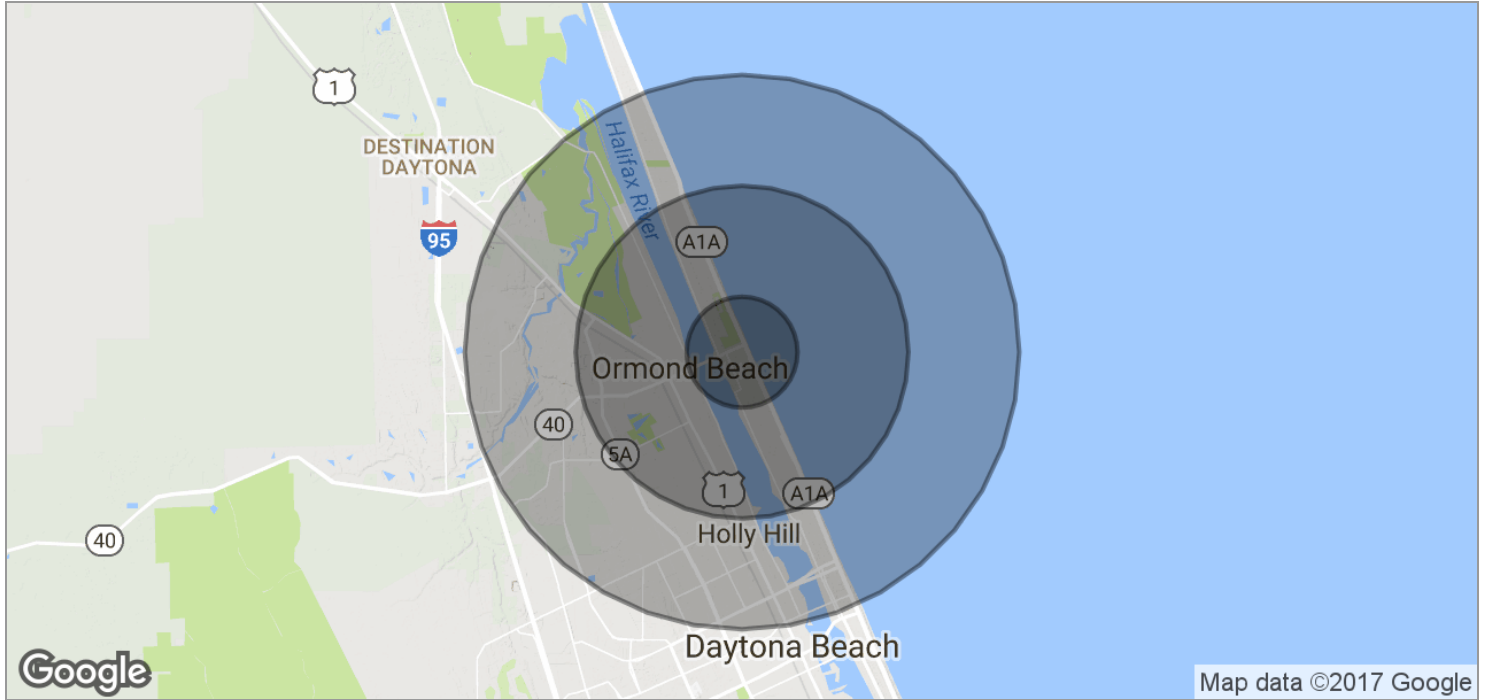 1
DESTINATION
DAYTONA
95
Halifax River
A1A
Ormond Beach
40
5A
1
A1A
Holly Hill
40
Daytona Beach
Google
Map data ©2017 Google